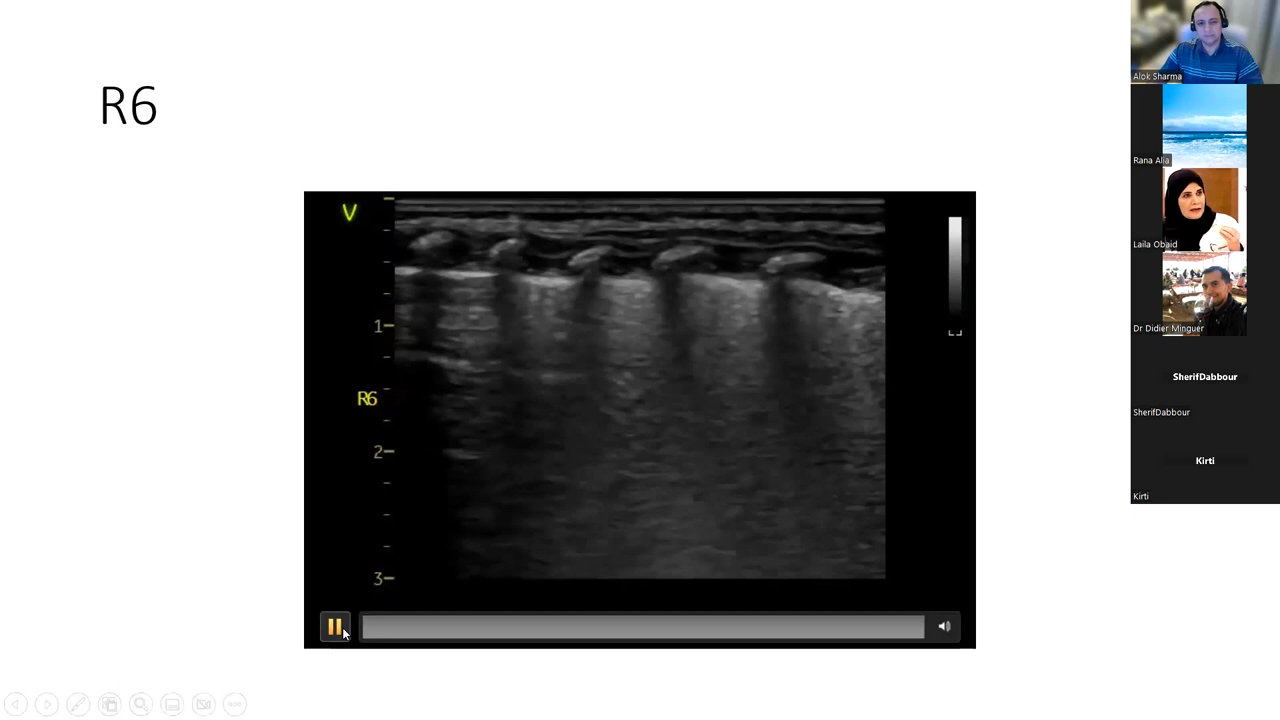 R6
V
1
R6
2
3
Alok Sharma
Rana Alia
Laila Obaid
Dr Didier Minguer
SherifDabbour
SherifDabbour
Kirti
Kirti